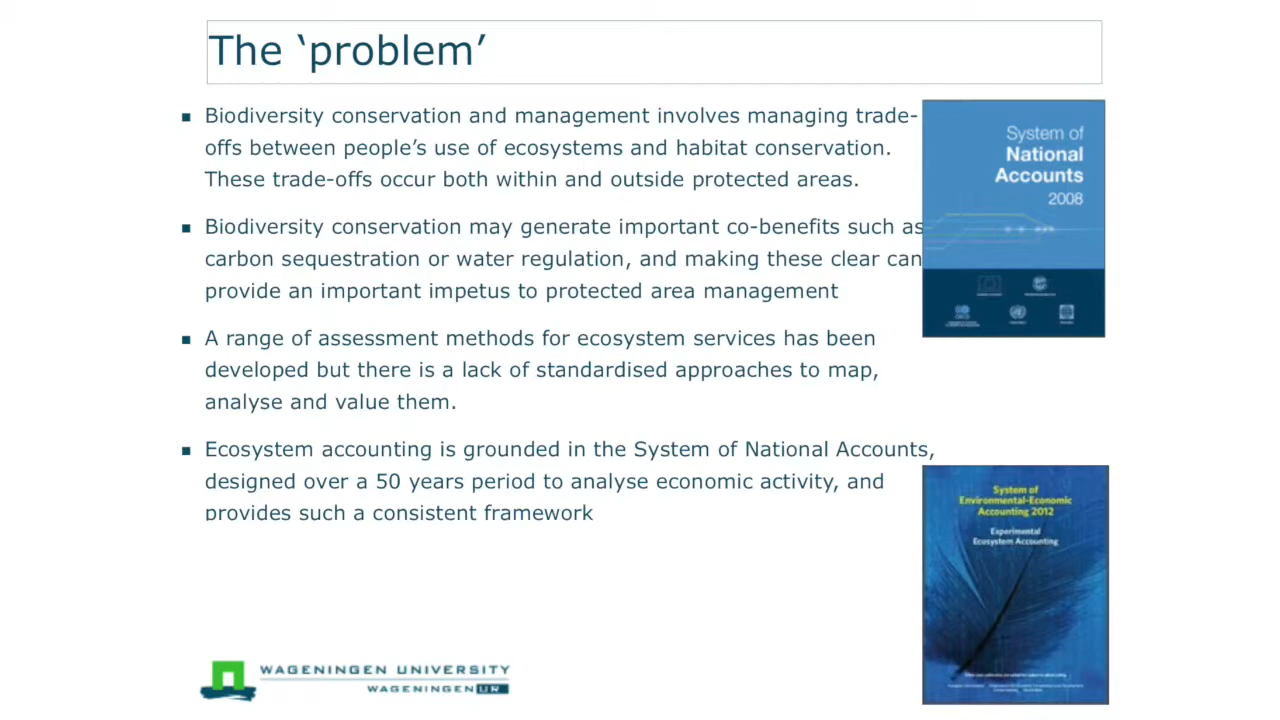 The ‘problem’
Biodiversity conservation and management involves managing trade-
offs between people’s use of ecosystems and habitat conservation.
These trade-offs occur both within and outside protected areas.
Biodiversity conservation may generate important co-benefits such as
carbon sequestration or water regulation, and making these clear can
provide an important impetus to protected area management
A range of assessment methods for ecosystem services has been
developed but there is a lack of standardised approaches to map,
analyse and value them.
Ecosystem accounting is grounded in the System of National Accounts,
designed over a 50 years period to analyse economic activity, and
provides such a consistent framework
System of
National
Accounts
2008
System of
Environmental-Economic
Accounting 2012
Experimental
Ecosystem Accounting
WAGENINGEN UNIVERSITY
WAGENINGEN UR